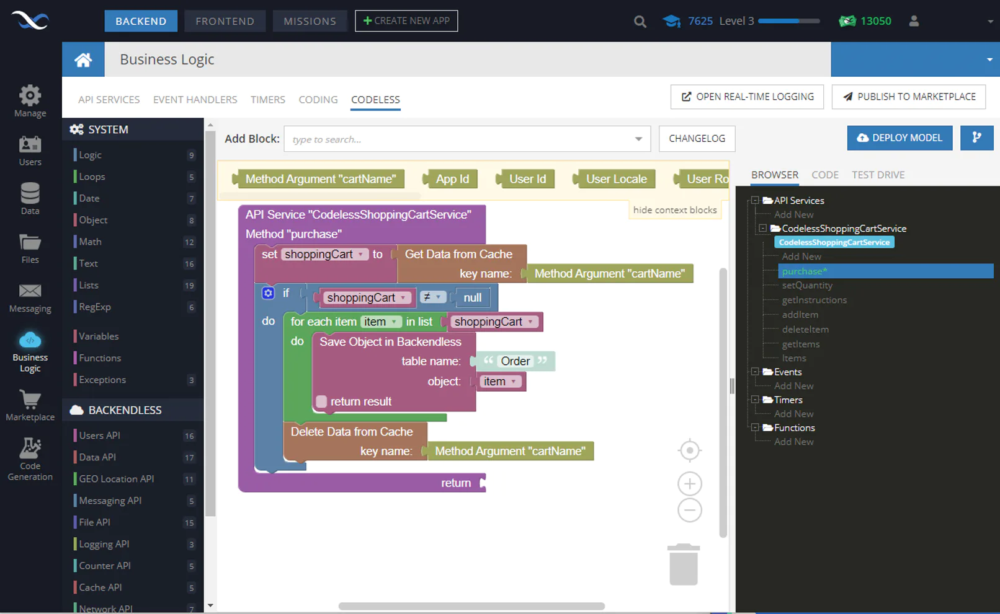 BACKEND FRONTEND MISSIONS CREATE NEW APP 7625 Level 3 13050
Business Logic
Manage
Users
Data
Files
Messaging
Business
Logic
Marketplace
Code
Generation
API SERVICES EVENT HANDLERS TIMERS CODING CODELESS OPEN REAL-TIME LOGGING PUBLISH TO MARKETPLACE
SYSTEM
Logic 9
Loops 5
Date 7
Object 8
Math 12
Text 16
Lists 19
RegExp 6
Variables
Functions
Exceptions 3
BACKENDLESS
Users API 16
Data API 17
GEO Location API 11
Messaging API 5
File API 15
Logging API 3
Counter API 5
Cache API 5
Network API 7
Add Block: type to search... CHANGELOG DEPLOY MODEL
Method Argument "cartName" App Id User Id User Locale User Ro
hide context blocks
API Service "CodelessShoppingCartService"
Method "purchase"
set shoppingCart to Get Data from Cache
key name: Method Argument "cartName"
if shoppingCart ≠ null
do for each item item in list shoppingCart
do Save Object in Backendless
table name: “ Order ”
object: item
return result
Delete Data from Cache
key name: Method Argument "cartName"
return
BROWSER CODE TEST DRIVE
API Services
Add New
CodelessShoppingCartService
CodelessShoppingCartService
Add New
purchase*
setQuantity
getInstructions
addItem
deleteItem
getItems
Items
Events
Add New
Timers
Add New
Functions
Add New